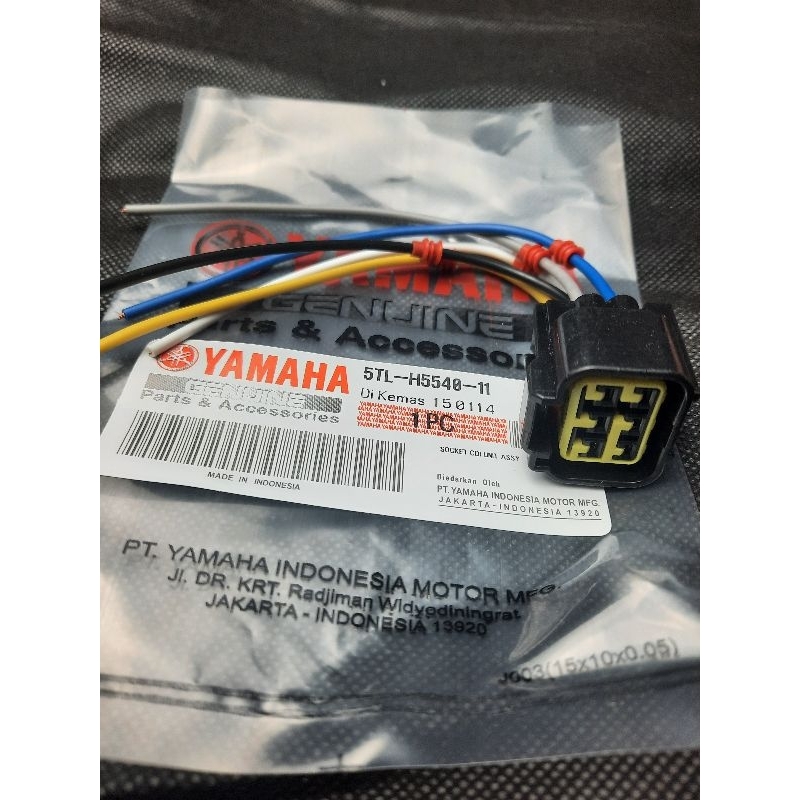 YAMAHA
GENUINE
Parts & Accessories
YAMAHA
GENUINE
Parts & Accessories
5TL--H5540--11
Di Kemas 150114
1 PC
SOCKET COLUNA ASSY
MADE IN INDONESIA
Diedarkan Oleh
PT. YAMAHA INDONESIA MOTOR MFG.
JAKARTA - INDONESIA 13920
PT. YAMAHA INDONESIA MOTOR MFG.
Jl. DR. KRT. Radjiman Widyodiningrat
JAKARTA - INDONESIA 13920
J003(15x10x0.05)